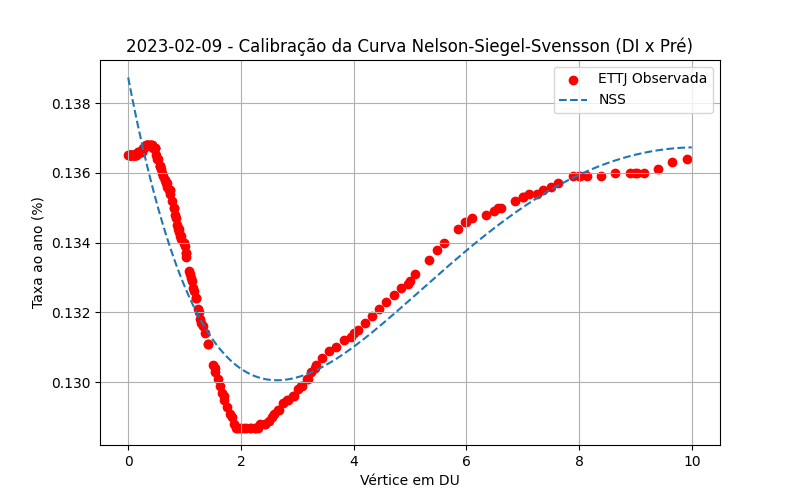 2023-02-09 - Calibração da Curva Nelson-Siegel-Svensson (DI x Pré)
ETTJ Observada
NSS
Taxa ao ano (%)
0.138
0.136
0.134
0.132
0.130
0 2 4 6 8 10
Vértice em DU